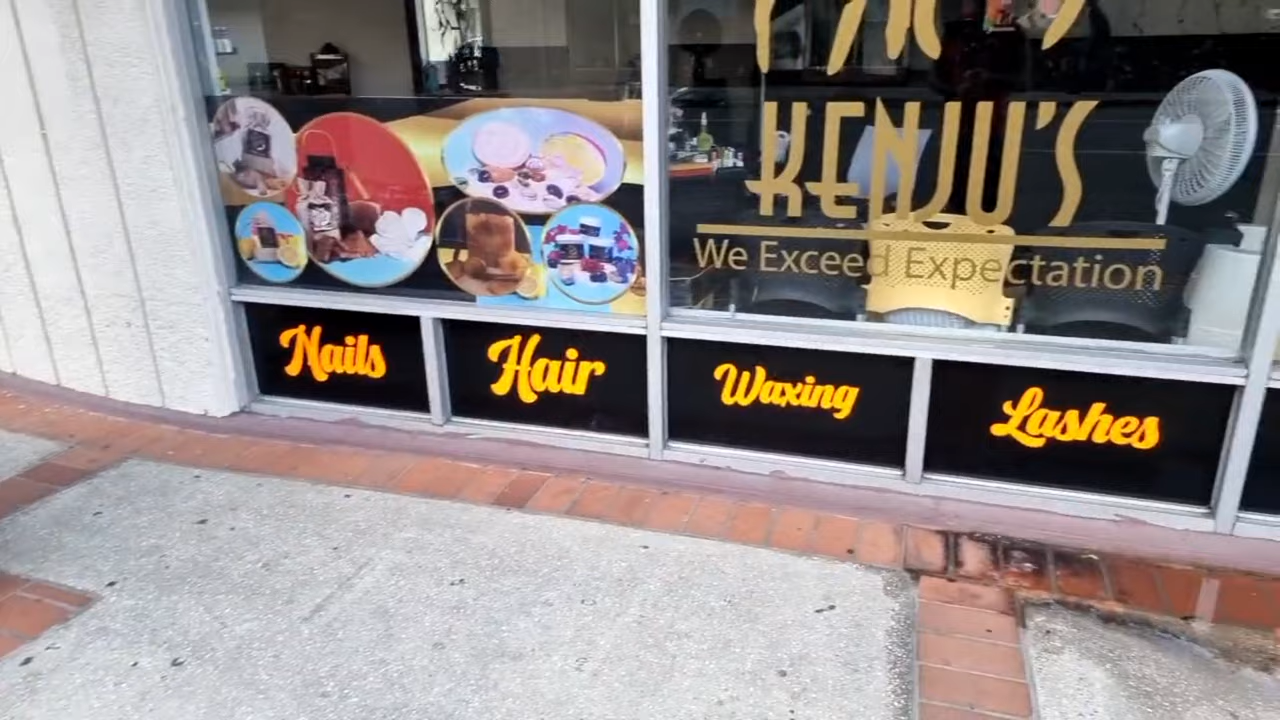 KENJU'S
We Exceed Expectation
Nails
Hair
Waxing
Lashes